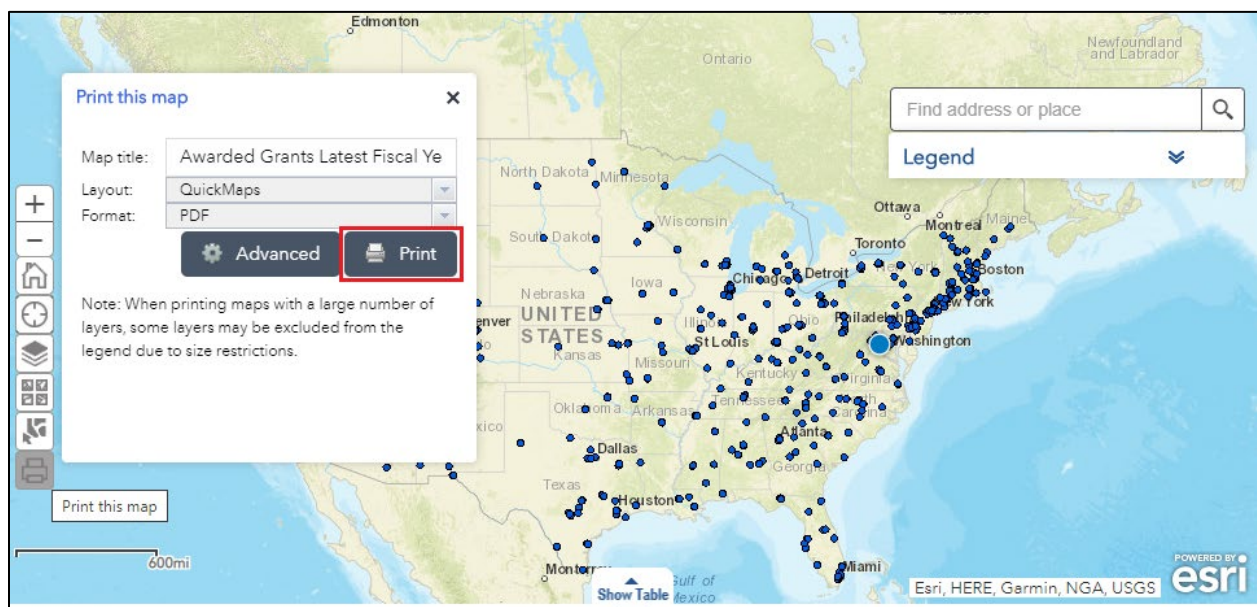 Edmonton
Ontario
Newfoundland
and Labrador
Print this map
Map title: Awarded Grants Latest Fiscal Ye
Layout: QuickMaps
Format: PDF
Advanced
Print
Note: When printing maps with a large number of
layers, some layers may be excluded from the
legend due to size restrictions.
Print this map
600mi
Find address or place
Legend
North Dakota
Minnesota
South Dakota
Wisconsin
Ottawa
Montreal
Maine
Toronto
Detroit
Chicago
Boston
Nebraska
Iowa
UNITED
STATES
Illinois
Ohio
St Louis
Washington
Kansas
Missouri
Kentucky
Virginia
Oklahoma
Arkansas
Tennessee
Atlanta
Dallas
Georgia
Texas
Houston
Miami
Show Table
Gulf of
Mexico
Esri, HERE, Garmin, NGA, USGS
POWERED BY
esri